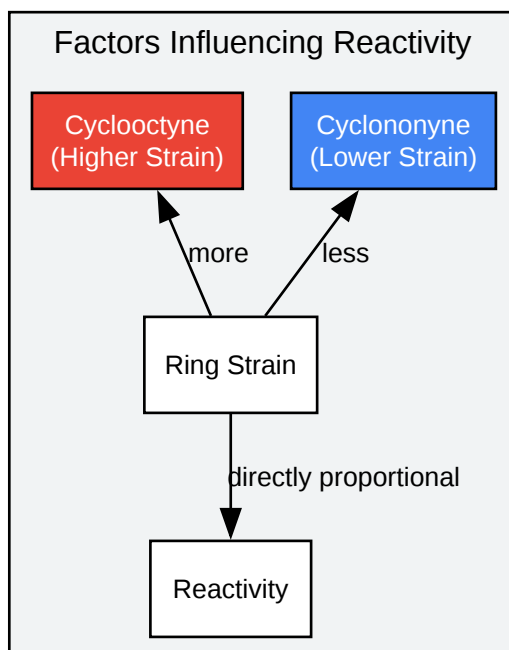 Factors Influencing Reactivity
Cyclooctyne
(Higher Strain)
Cyclononyne
(Lower Strain)
more
less
Ring Strain
directly proportional
Reactivity